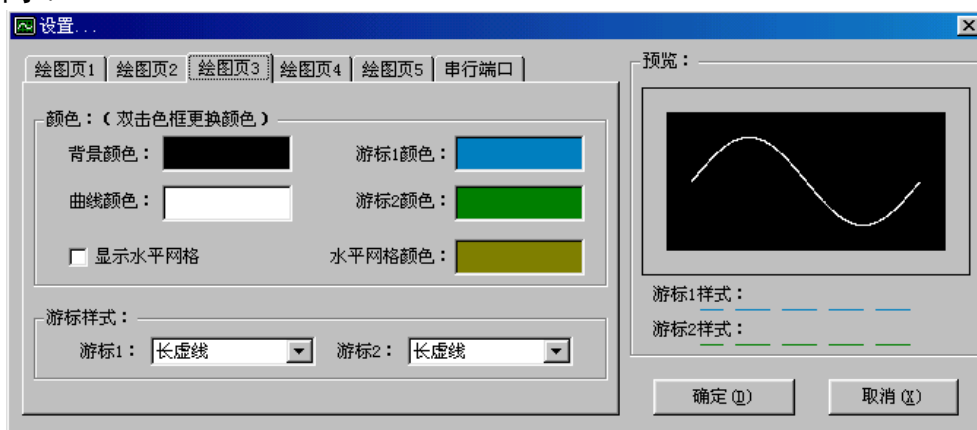 设置...
绘图页1 绘图页2 绘图页3 绘图页4 绘图页5 串行端口
颜色：（双击色框更换颜色）
背景颜色： 游标1颜色：
曲线颜色： 游标2颜色：
显示水平网格 水平网格颜色：
游标样式：
游标1： 长虚线 游标2： 长虚线
预览：
游标1样式：
游标2样式：
确定(D) 取消(X)